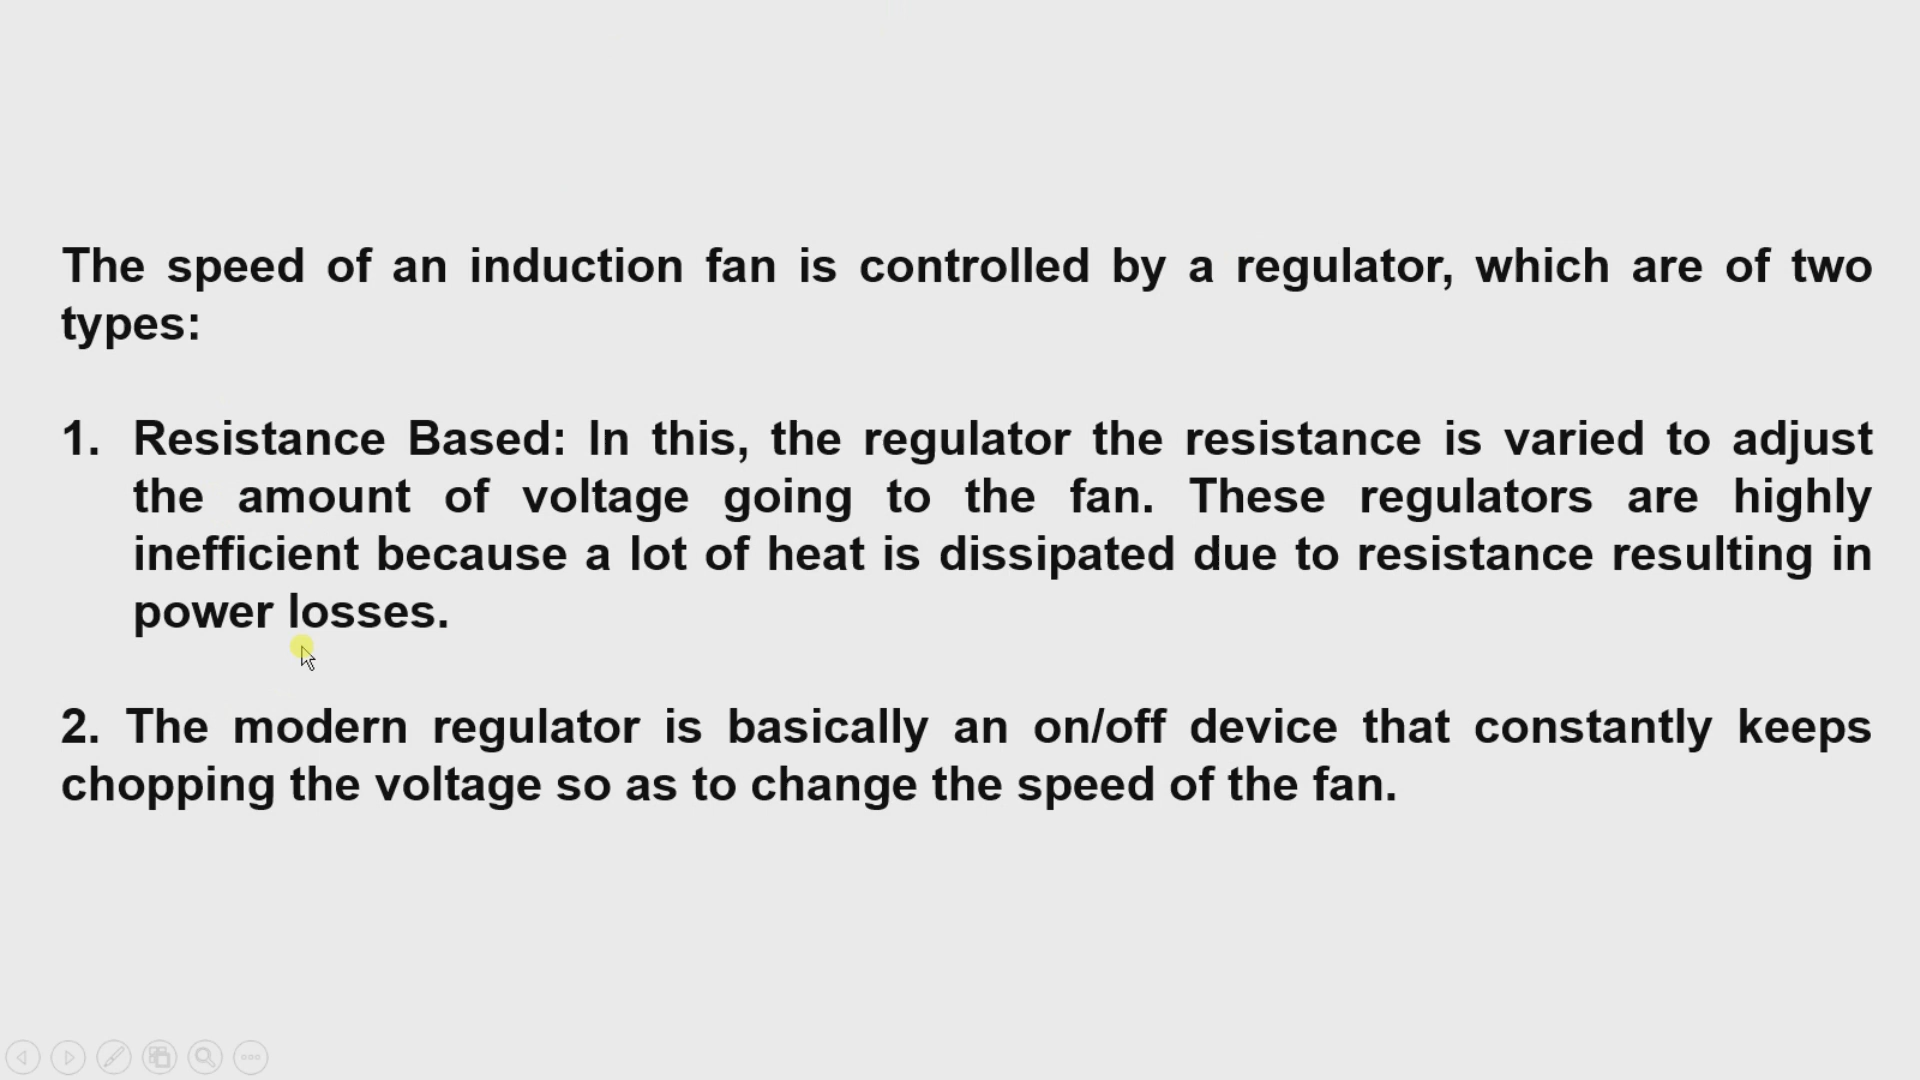 The speed of an induction fan is controlled by a regulator, which are of two
types:
1. Resistance Based: In this, the regulator the resistance is varied to adjust
the amount of voltage going to the fan. These regulators are highly
inefficient because a lot of heat is dissipated due to resistance resulting in
power losses.
2. The modern regulator is basically an on/off device that constantly keeps
chopping the voltage so as to change the speed of the fan.